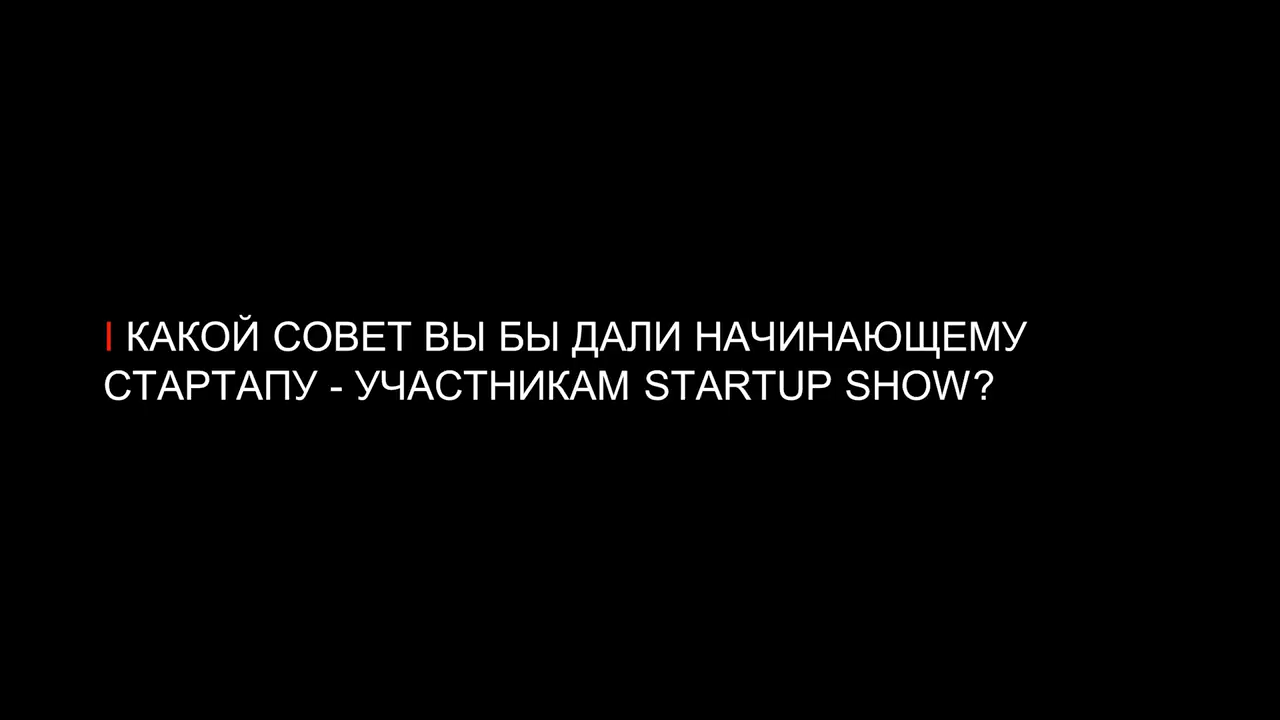 | КАКОЙ СОВЕТ ВЫ БЫ ДАЛИ НАЧИНАЮЩЕМУ
СТАРТАПУ - УЧАСТНИКАМ STARTUP SHOW?